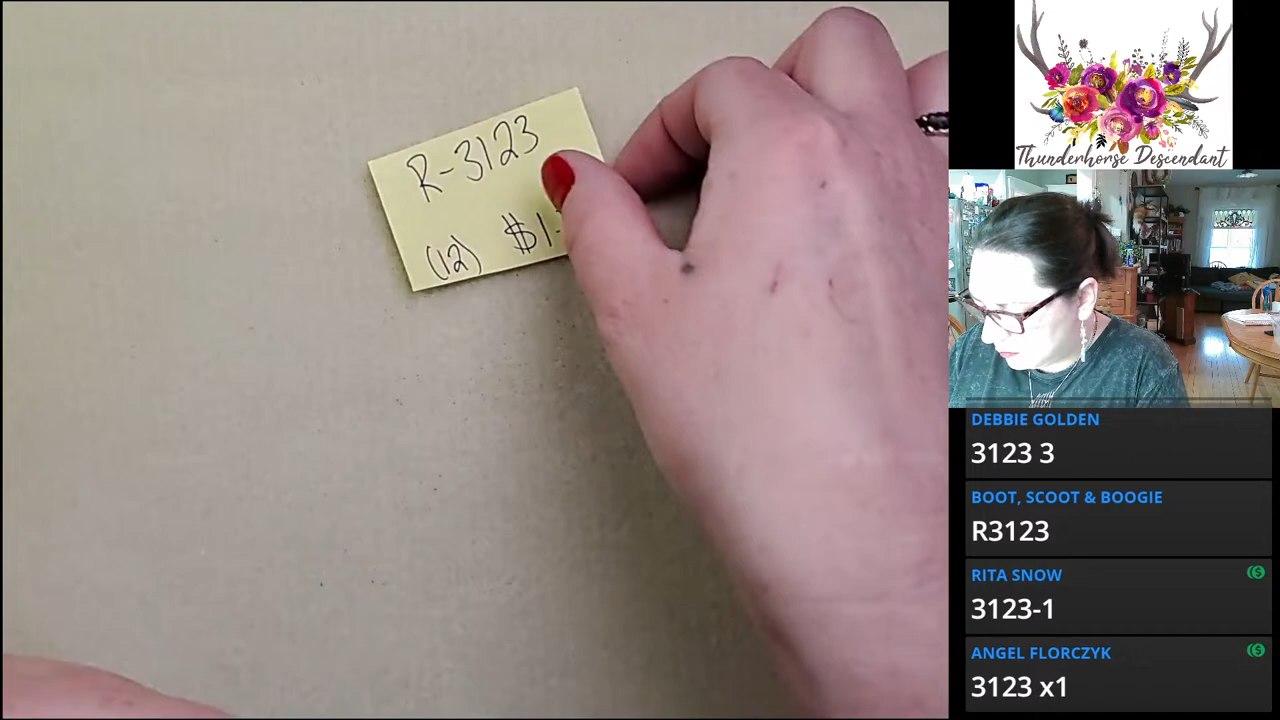 R-3123
(12) $1-
Thunderhorse Descendant
DEBBIE GOLDEN
3123 3
BOOT, SCOOT & BOOGIE
R3123
RITA SNOW
3123-1
ANGEL FLORCZYK
3123 x1